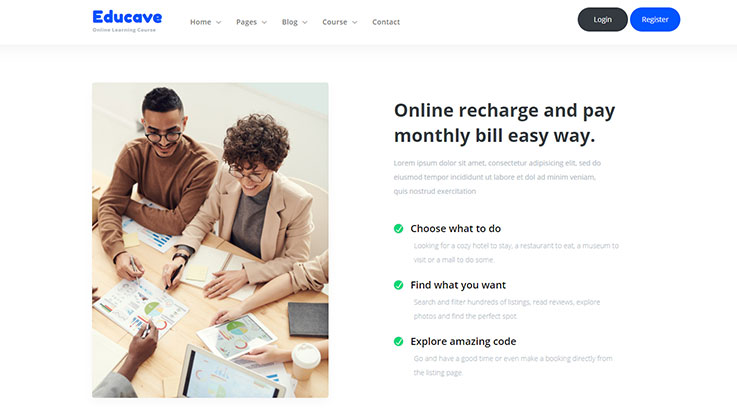 Educave
Online Learning Course
Home
Pages
Blog
Course
Contact
Login
Register
Online recharge and pay
monthly bill easy way.
Lorem ipsum dolor sit amet, consectetur adipisicing elit, sed do
eiusmod tempor incididunt ut labore et dol ad minim veniam,
quis nostrud exercitation
Choose what to do
Looking for a cozy hotel to stay, a restaurant to eat, a museum to
visit or a mall to do some
Find what you want
Search and filter hundreds of listings, read reviews, explore
photos and find the perfect spot
Explore amazing code
Go and have a good time or even make a booking directly from
the listing page